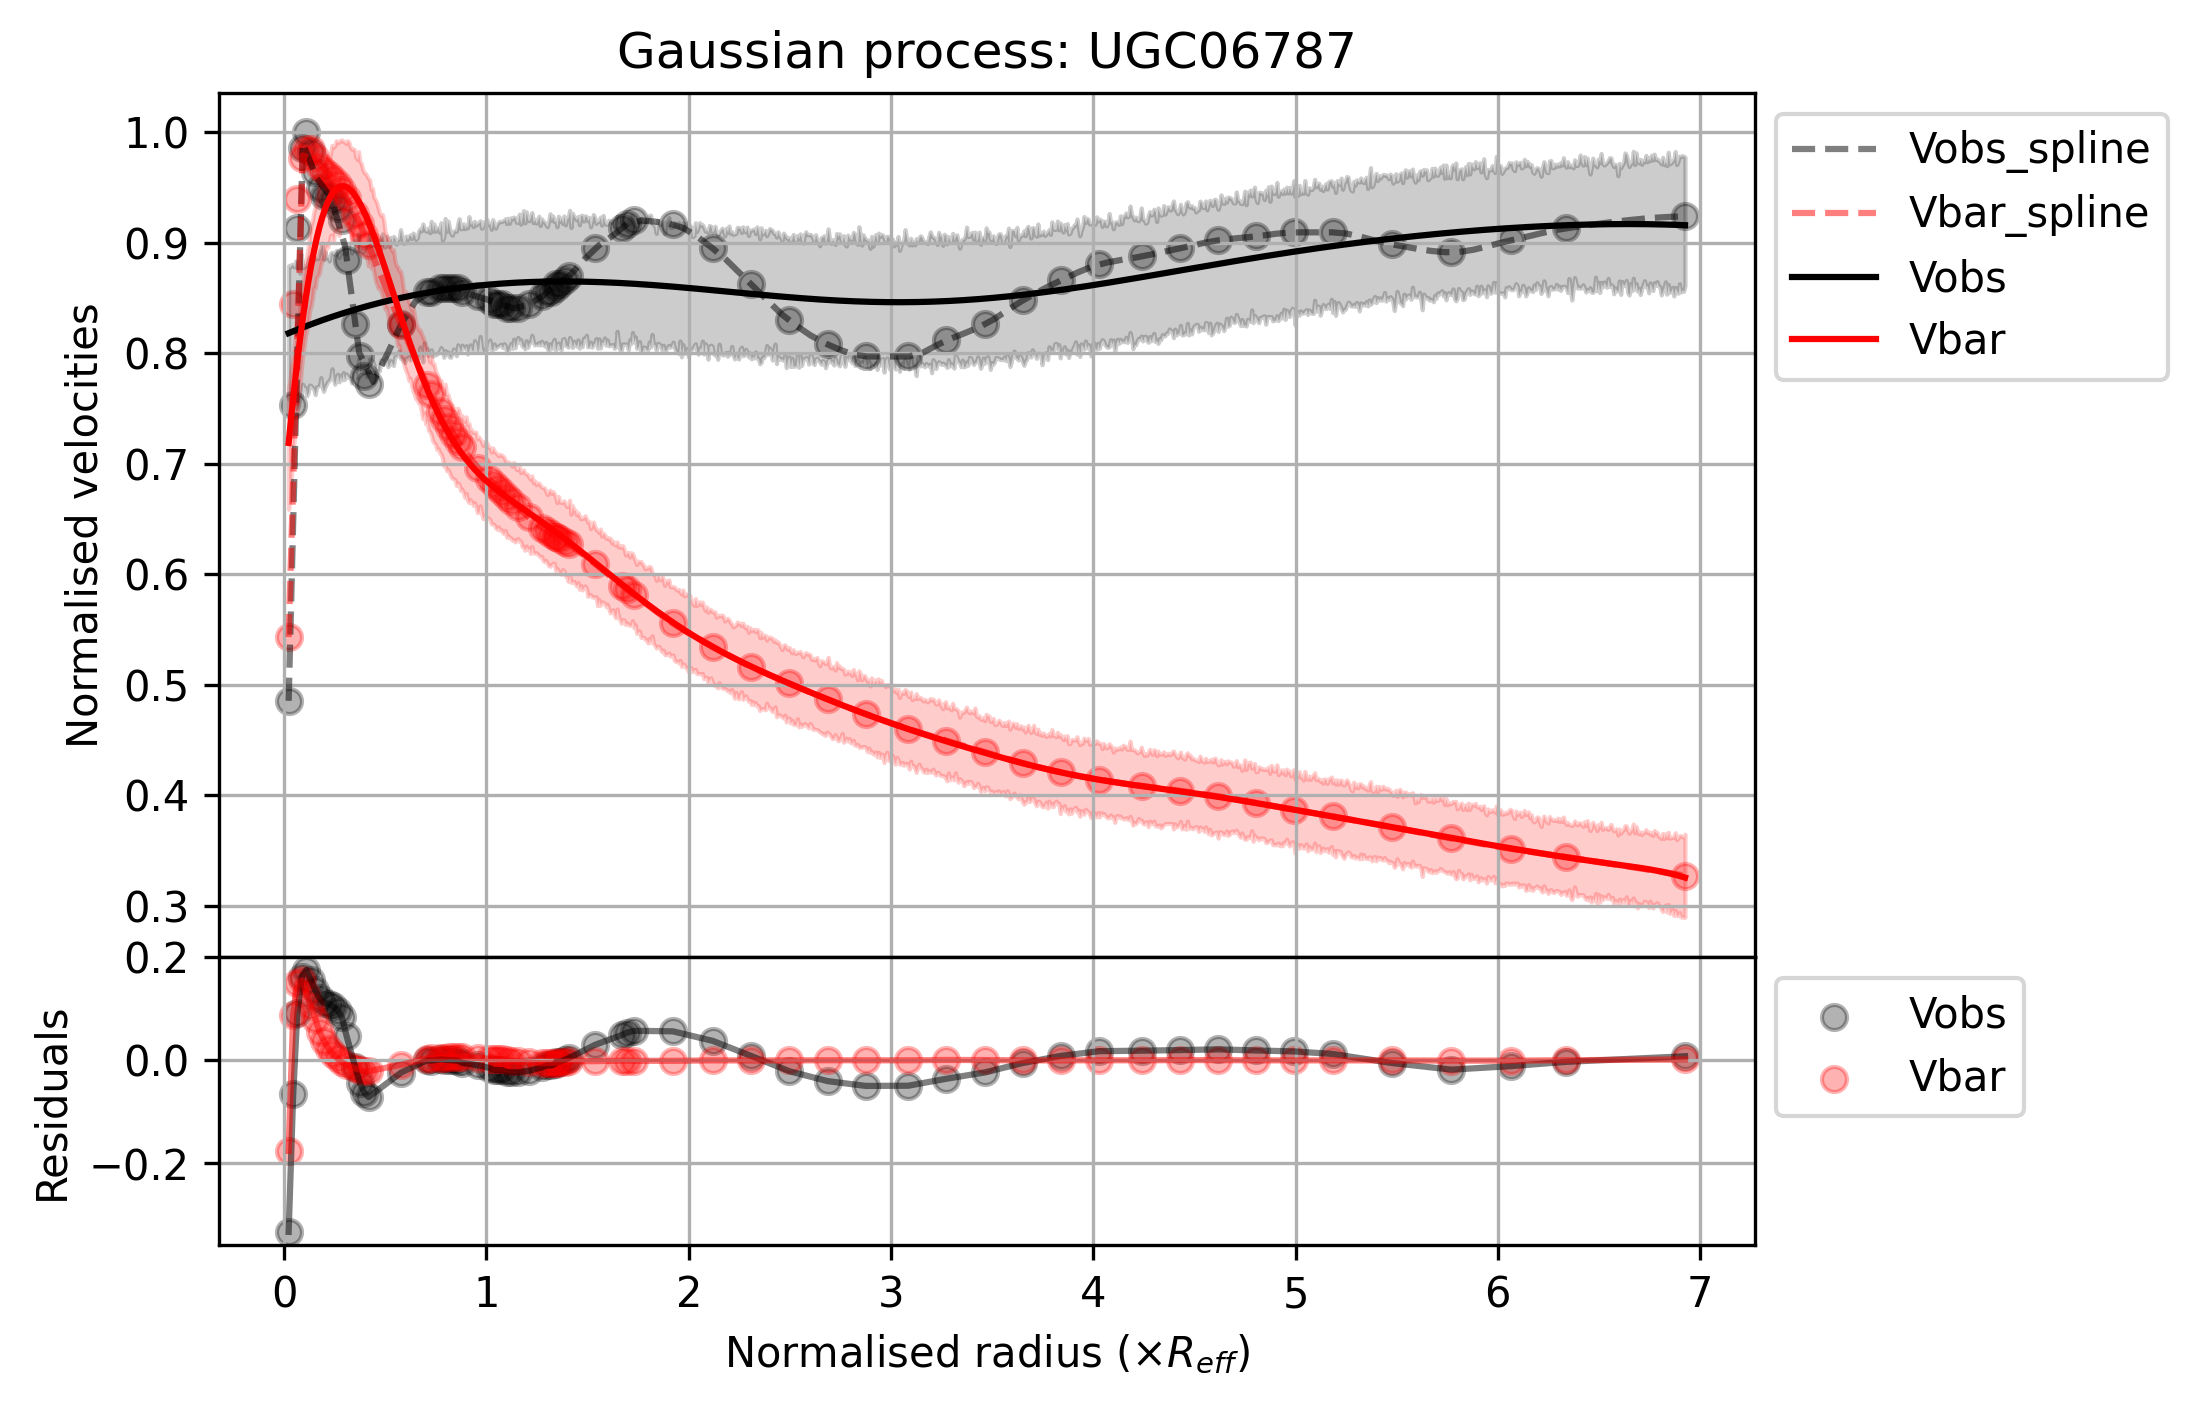 Gaussian process: UGC06787
1.0
0.9
0.8
0.7
0.6
0.5
0.4
0.3
Normalised velocities
Vobs_spline
Vbar_spline
Vobs
Vbar
0.2
0.0
−0.2
Residuals
Vobs
Vbar
0 1 2 3 4 5 6 7
Normalised radius (×R_{eff})